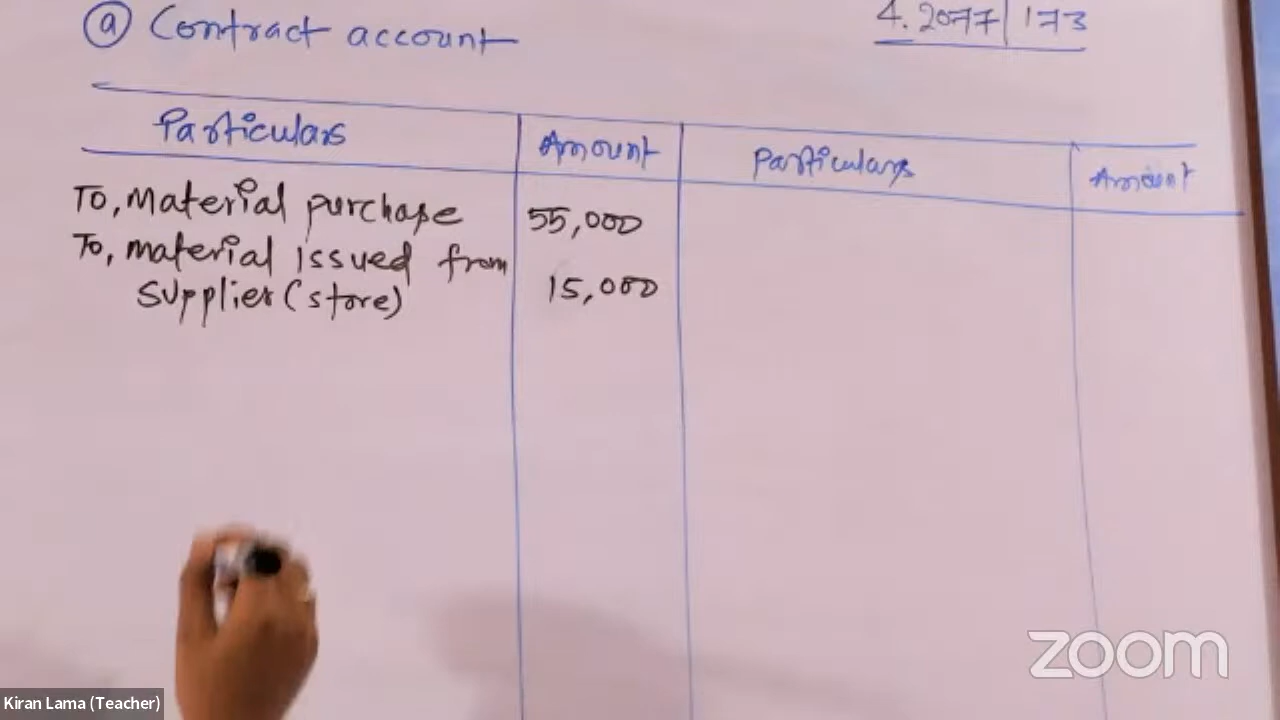 ⓐ Contract account
4. 2077 | 173
Particulars Amount Particulars Amount
To, Material purchase 55,000
To, material issued from
supplier (store) 15,000
zoom
Kiran Lama (Teacher)